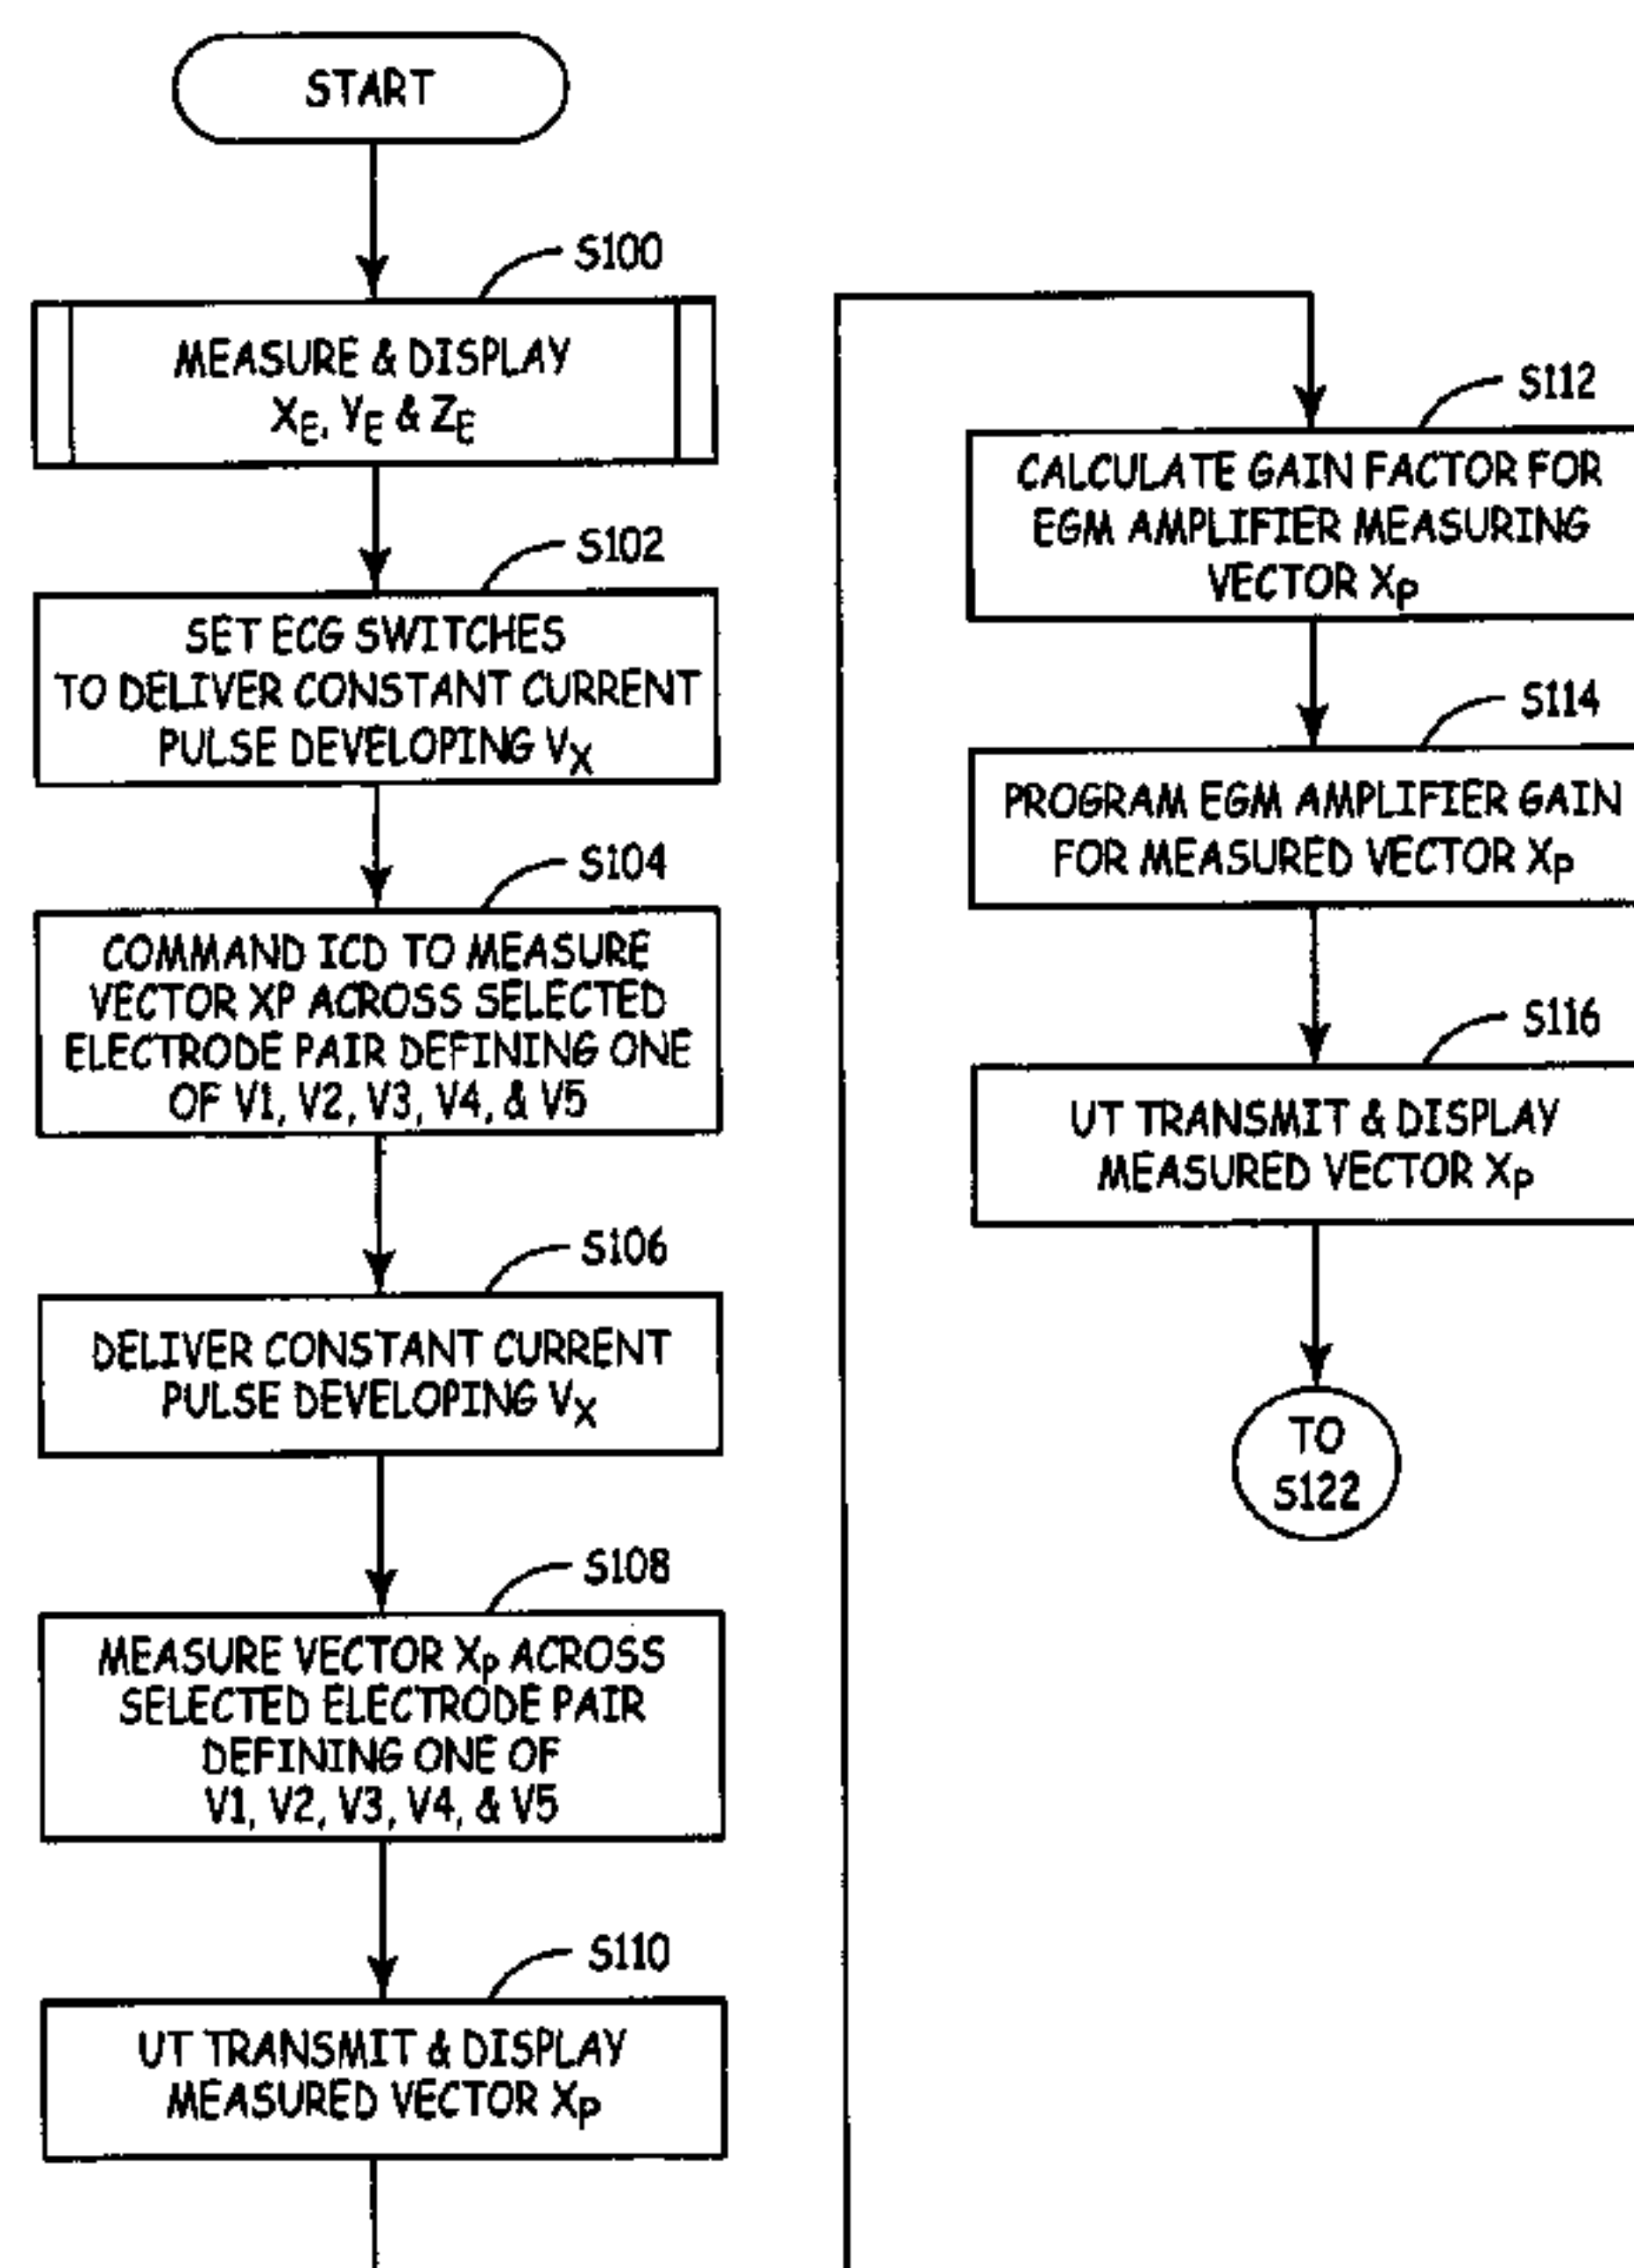 START
S100
MEASURE & DISPLAY
XE, YE & ZE
S102
SET ECG SWITCHES
TO DELIVER CONSTANT CURRENT
PULSE DEVELOPING VX
S104
COMMAND ICD TO MEASURE
VECTOR XP ACROSS SELECTED
ELECTRODE PAIR DEFINING ONE
OF V1, V2, V3, V4, & V5
S106
DELIVER CONSTANT CURRENT
PULSE DEVELOPING VX
S108
MEASURE VECTOR Xp ACROSS
SELECTED ELECTRODE PAIR
DEFINING ONE OF
V1, V2, V3, V4, & V5
S110
UT TRANSMIT & DISPLAY
MEASURED VECTOR Xp
S112
CALCULATE GAIN FACTOR FOR
EGM AMPLIFIER MEASURING
VECTOR Xp
S114
PROGRAM EGM AMPLIFIER GAIN
FOR MEASURED VECTOR Xp
S116
UT TRANSMIT & DISPLAY
MEASURED VECTOR Xp
TO
S122